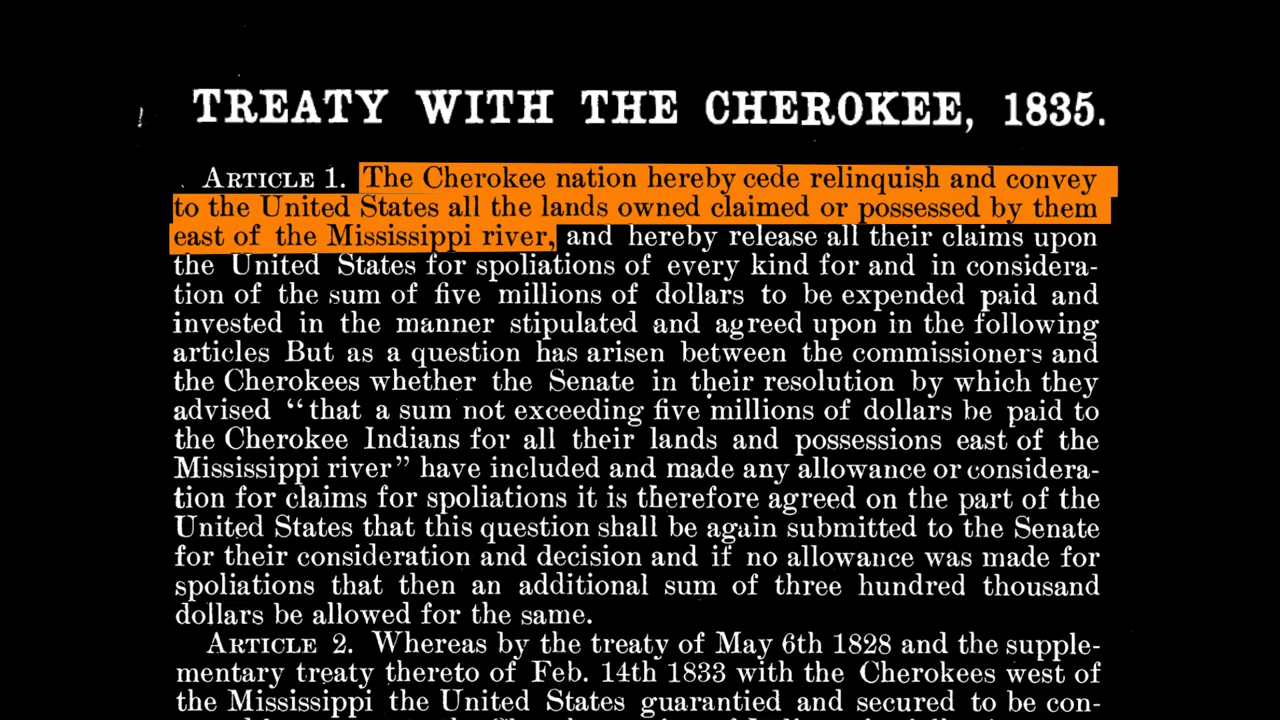 TREATY WITH THE CHEROKEE, 1835.
ARTICLE 1. The Cherokee nation hereby cede relinquish and convey
to the United States all the lands owned claimed or possessed by them
east of the Mississippi river, and hereby release all their claims upon
the United States for spoliations of every kind for and in considera-
tion of the sum of five millions of dollars to be expended paid and
invested in the manner stipulated and agreed upon in the following
articles But as a question has arisen between the commissioners and
the Cherokees whether the Senate in their resolution by which they
advised “that a sum not exceeding five millions of dollars be paid to
the Cherokee Indians for all their lands and possessions east of the
Mississippi river” have included and made any allowance or considera-
tion for claims for spoliations it is therefore agreed on the part of the
United States that this question shall be again submitted to the Senate
for their consideration and decision and if no allowance was made for
spoliations that then an additional sum of three hundred thousand
dollars be allowed for the same.
ARTICLE 2. Whereas by the treaty of May 6th 1828 and the supple-
mentary treaty thereto of Feb. 14th 1833 with the Cherokees west of
the Mississippi the United States guarantied and secured to be con-